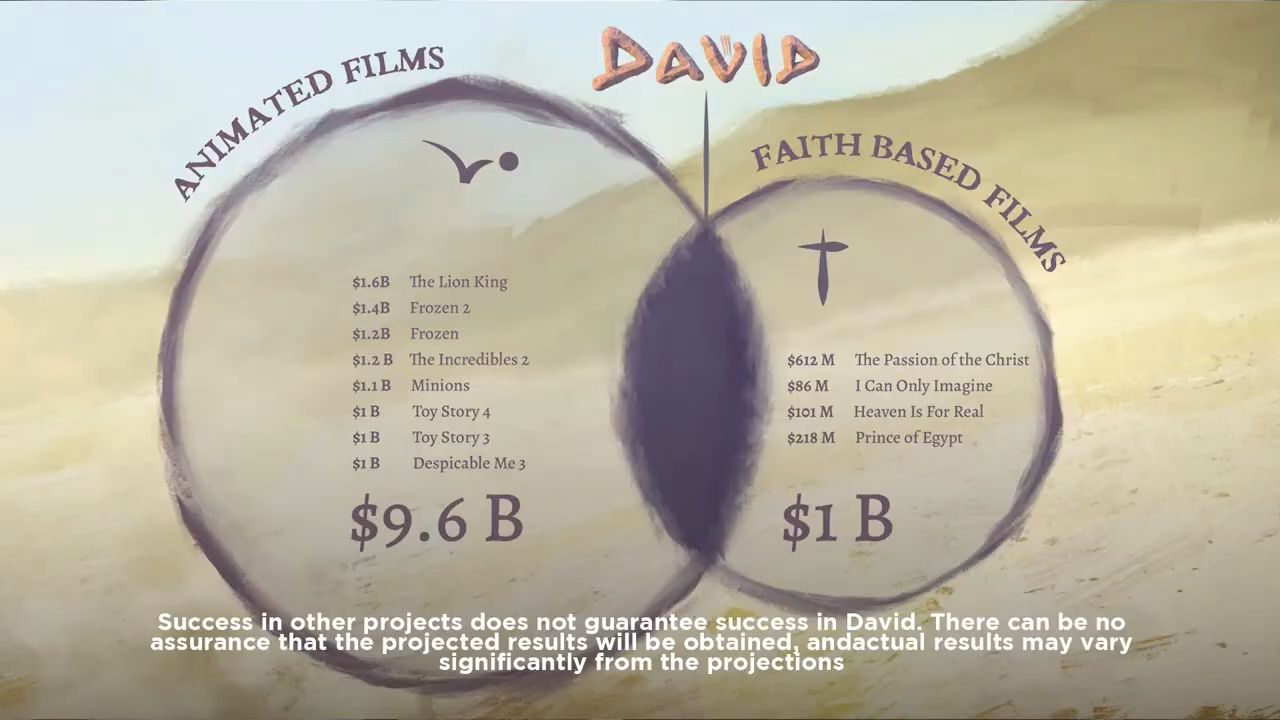 DAVID
ANIMATED FILMS
FAITH BASED FILMS
$1.6B The Lion King
$1.4B Frozen 2
$1.2B Frozen
$1.2 B The Incredibles 2
$1.1 B Minions
$1 B Toy Story 4
$1 B Toy Story 3
$1 B Despicable Me 3
$9.6 B
$612 M The Passion of the Christ
$86 M I Can Only Imagine
$101 M Heaven Is For Real
$218 M Prince of Egypt
$1 B
Success in other projects does not guarantee success in David. There can be no
assurance that the projected results will be obtained, andactual results may vary
significantly from the projections